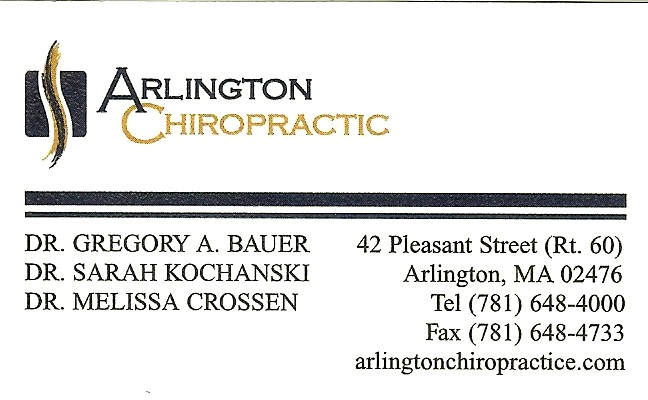 ARLINGTON
CHIROPRACTIC
DR. GREGORY A. BAUER
DR. SARAH KOCHANSKI
DR. MELISSA CROSSEN
42 Pleasant Street (Rt. 60)
Arlington, MA 02476
Tel (781) 648-4000
Fax (781) 648-4733
arlingtonchiropractice.com